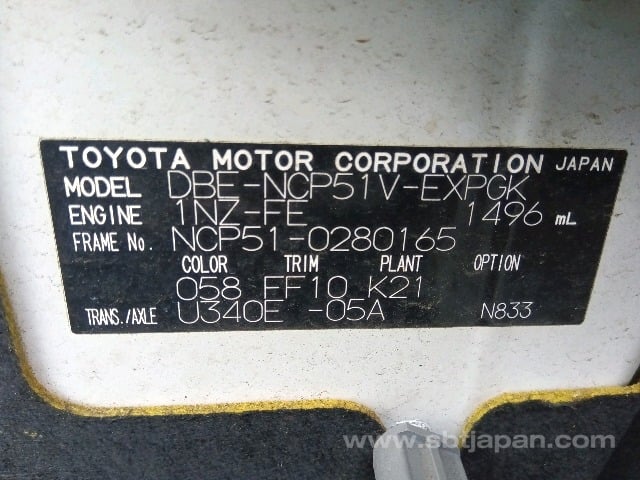 TOYOTA MOTOR CORPORATION JAPAN
MODEL DBE-NCP51V-EXPGK
ENGINE 1NZ-FE 1496 mL
FRAME No. NCP51-0280165
COLOR TRIM PLANT OPTION
058 FF10 K21
TRANS./AXLE U340E -05A N833
www.sbtjapan.com